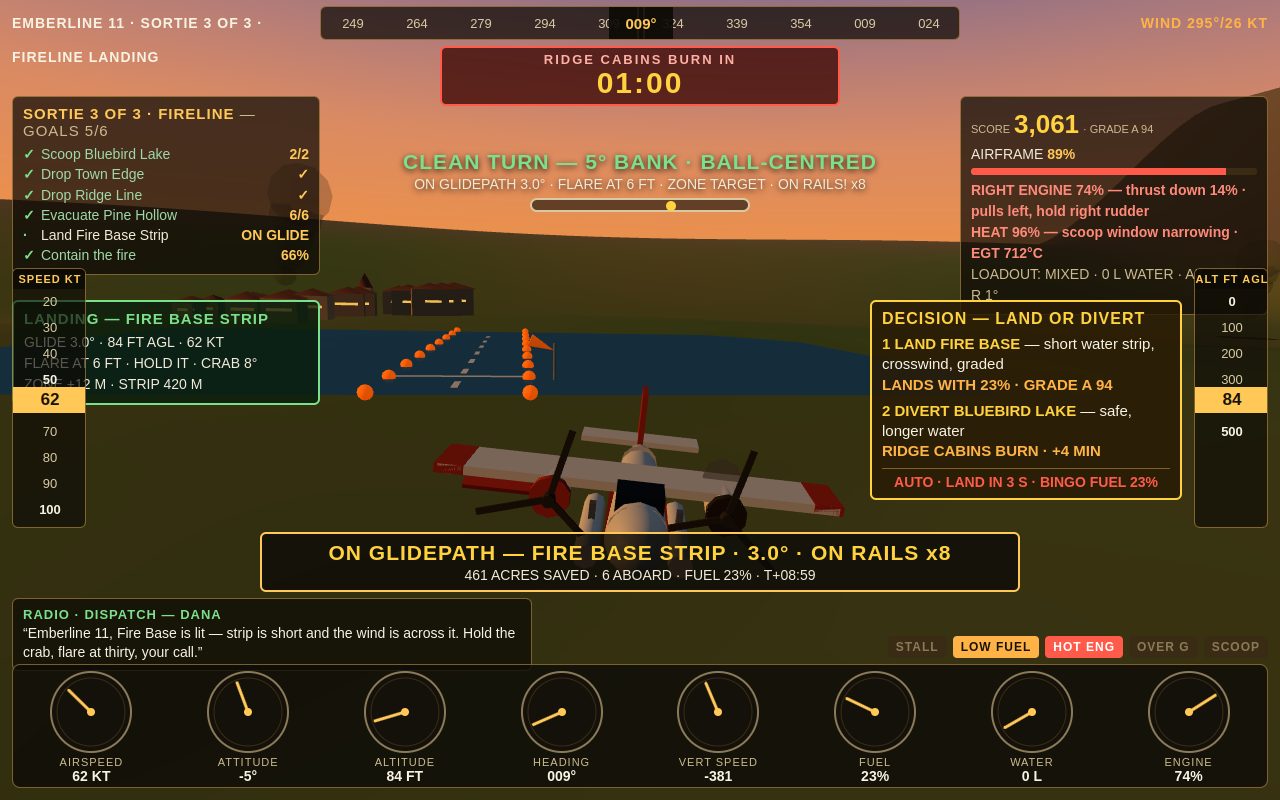 EMBERLINE 11 · SORTIE 3 OF 3 ·
FIRELINE LANDING
249 264 279 294 009° 339 354 009 024
WIND 295°/26 KT
RIDGE CABINS BURN IN
01:00
SORTIE 3 OF 3 · FIRELINE —
GOALS 5/6
✓ Scoop Bluebird Lake 2/2
✓ Drop Town Edge ✓
✓ Drop Ridge Line ✓
✓ Evacuate Pine Hollow 6/6
· Land Fire Base Strip ON GLIDE
✓ Contain the fire 66%
CLEAN TURN — 5° BANK · BALL-CENTRED
ON GLIDEPATH 3.0° · FLARE AT 6 FT · ZONE TARGET · ON RAILS! x8
SCORE 3,061 · GRADE A 94
AIRFRAME 89%
RIGHT ENGINE 74% — thrust down 14% ·
pulls left, hold right rudder
HEAT 96% — scoop window narrowing ·
EGT 712°C
LOADOUT: MIXED · 0 L WATER ·
R 1°
SPEED KT
20
30
40
50
62
70
80
90
100
LANDING — FIRE BASE STRIP
GLIDE 3.0° · 84 FT AGL · 62 KT
FLARE AT 6 FT · HOLD IT · CRAB 8°
ZONE +12 M · STRIP 420 M
DECISION — LAND OR DIVERT
1 LAND FIRE BASE — short water strip,
crosswind, graded
LANDS WITH 23% · GRADE A 94
2 DIVERT BLUEBIRD LAKE — safe,
longer water
RIDGE CABINS BURN · +4 MIN
AUTO · LAND IN 3 S · BINGO FUEL 23%
ALT FT AGL
0
100
200
300
84
500
ON GLIDEPATH — FIRE BASE STRIP · 3.0° · ON RAILS x8
461 ACRES SAVED · 6 ABOARD · FUEL 23% · T+08:59
RADIO · DISPATCH — DANA
“Emberline 11, Fire Base is lit — strip is short and the wind is across it. Hold the
crab, flare at thirty, your call.”
STALL LOW FUEL HOT ENG OVER G SCOOP
AIRSPEED ATTITUDE ALTITUDE HEADING VERT SPEED FUEL WATER ENGINE
62 KT -5° 84 FT 009° -381 23% 0 L 74%